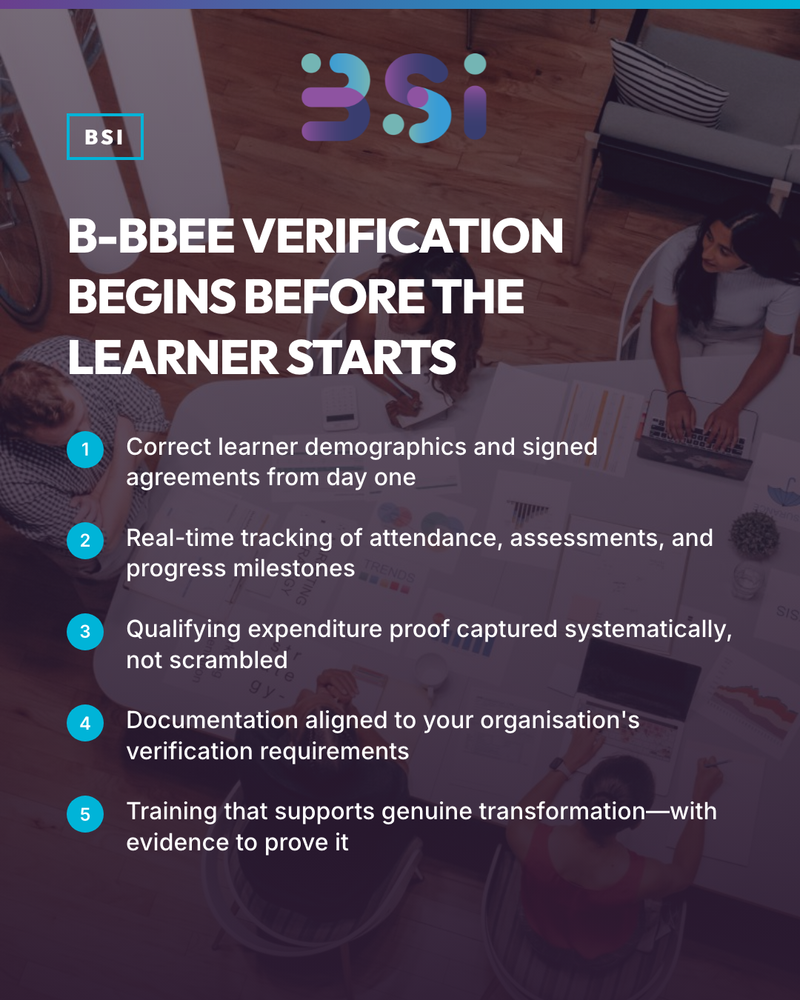 BSi
BSI
B-BBEE VERIFICATION
BEGINS BEFORE THE
LEARNER STARTS
1 Correct learner demographics and signed
agreements from day one
2 Real-time tracking of attendance, assessments, and
progress milestones
TRENDS
3 Qualifying expenditure proof captured systematically,
not scrambled
4 Documentation aligned to your organisation's
verification requirements
5 Training that supports genuine transformation—with
evidence to prove it